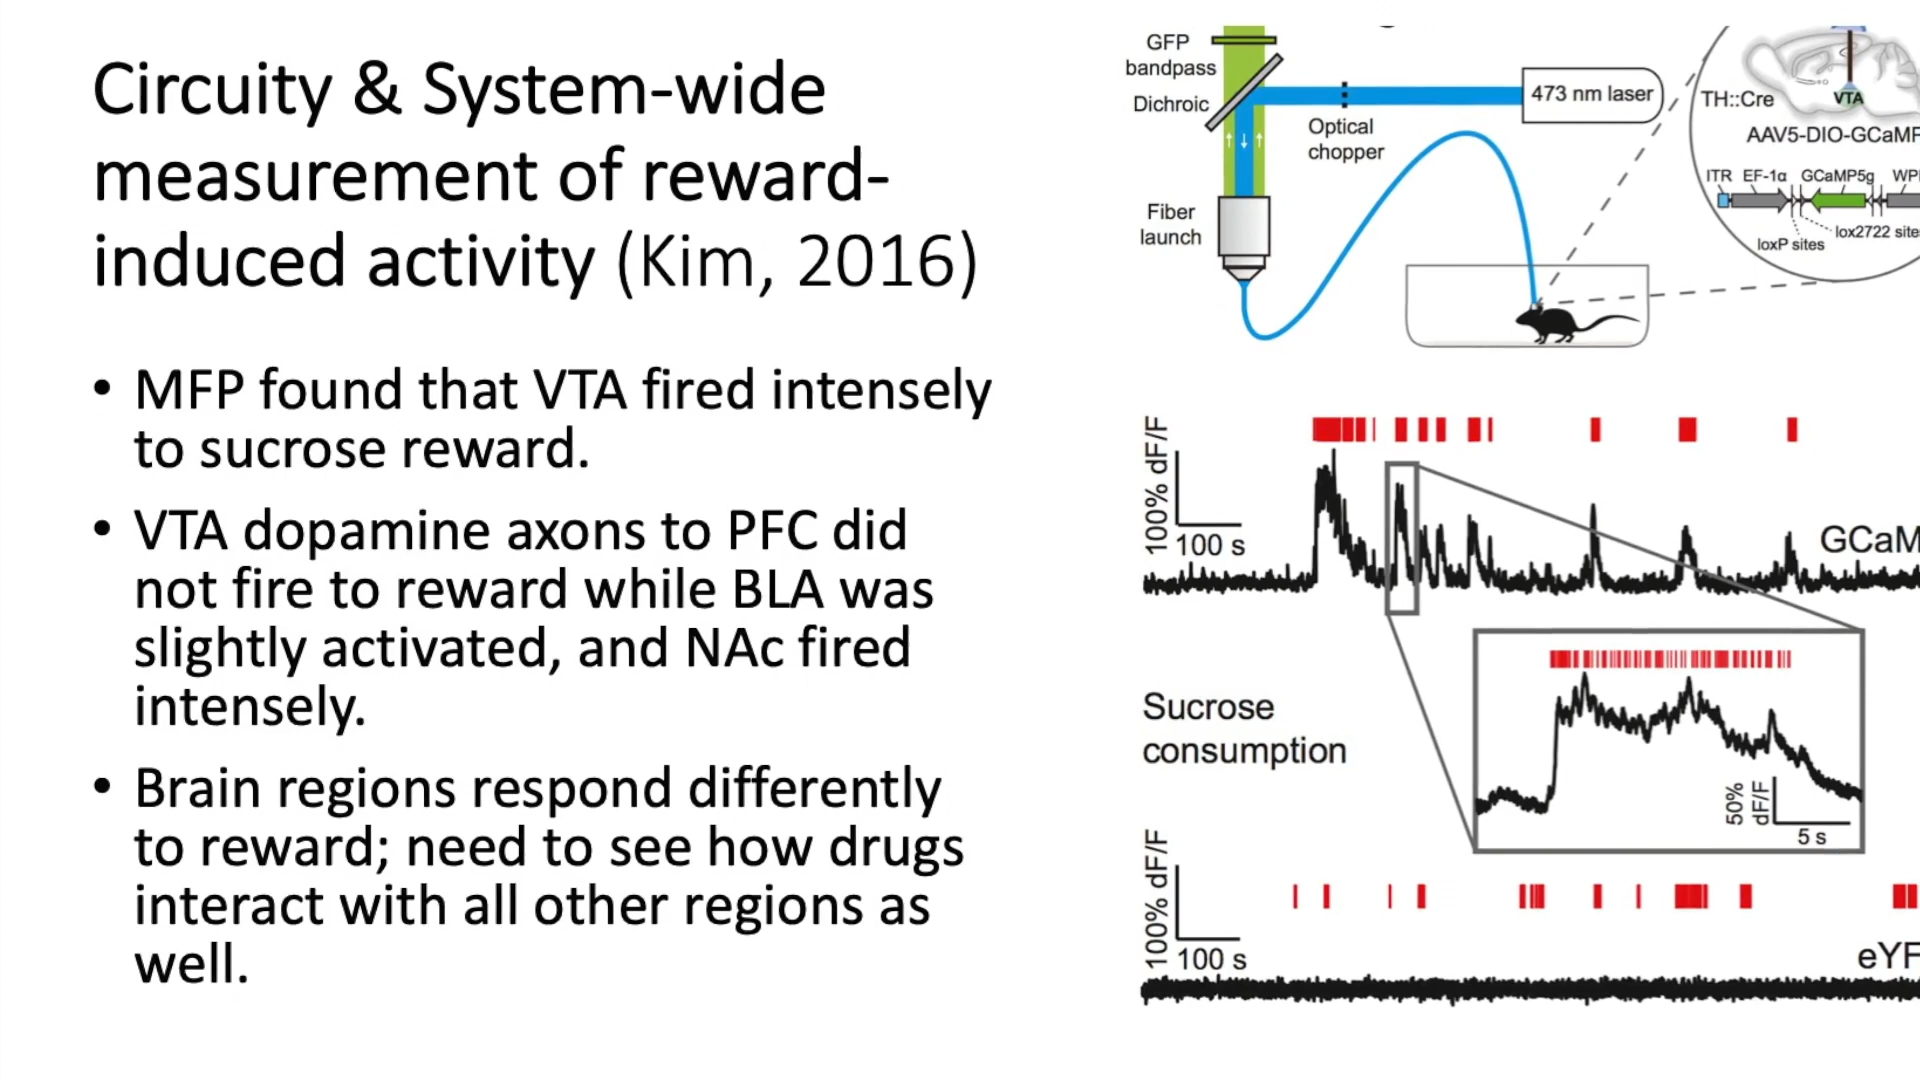 Circuity & System-wide
measurement of reward-
induced activity (Kim, 2016)
• MFP found that VTA fired intensely
to sucrose reward.
• VTA dopamine axons to PFC did
not fire to reward while BLA was
slightly activated, and NAc fired
intensely.
• Brain regions respond differently
to reward; need to see how drugs
interact with all other regions as
well.
GFP
bandpass
Dichroic
473 nm laser
Optical
chopper
Fiber
launch
TH::Cre
VTA
AAV5-DIO-GCaMP
ITR EF-1α GCaMP5g WP
loxP sites
lox2722 site
100% dF/F
100 s
GCaM
Sucrose
consumption
50%
dF/F
5 s
100% dF/F
100 s
eYF